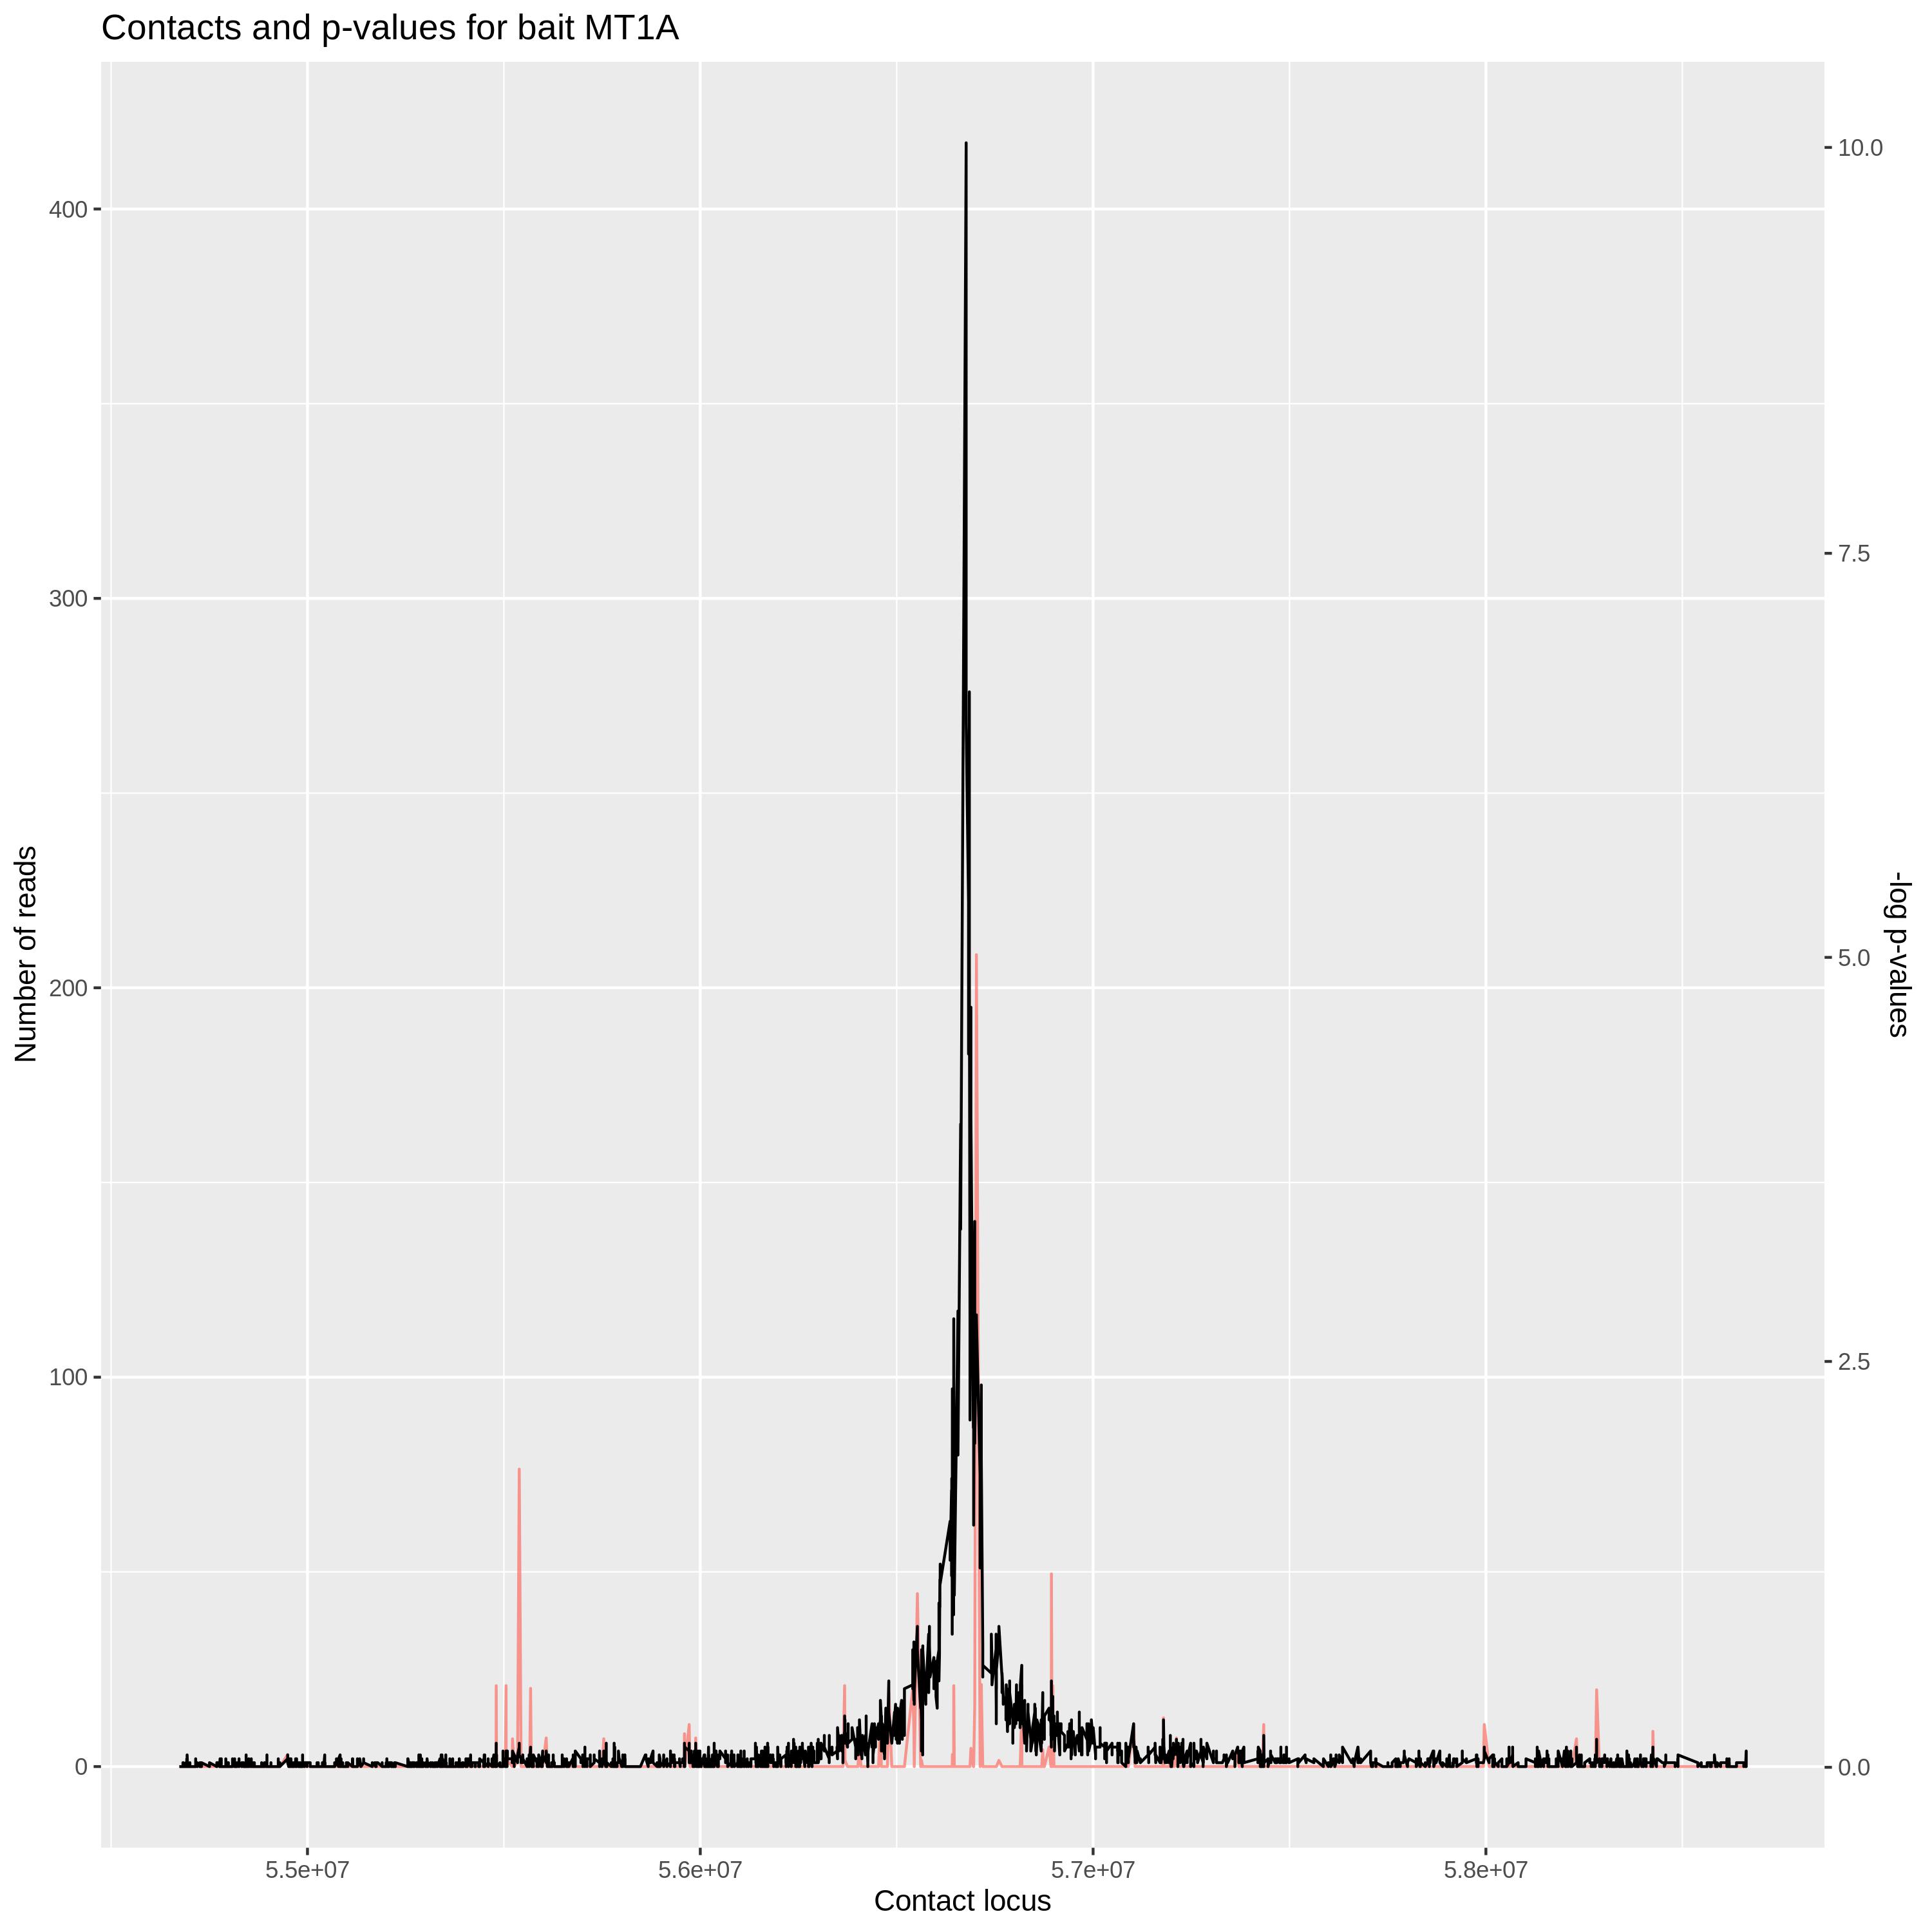 Contacts and p-values for bait MT1A
400
300
200
100
0
Number of reads
10.0
7.5
5.0
2.5
0.0
-log p-values
5.5e+07
5.6e+07
5.7e+07
5.8e+07
Contact locus